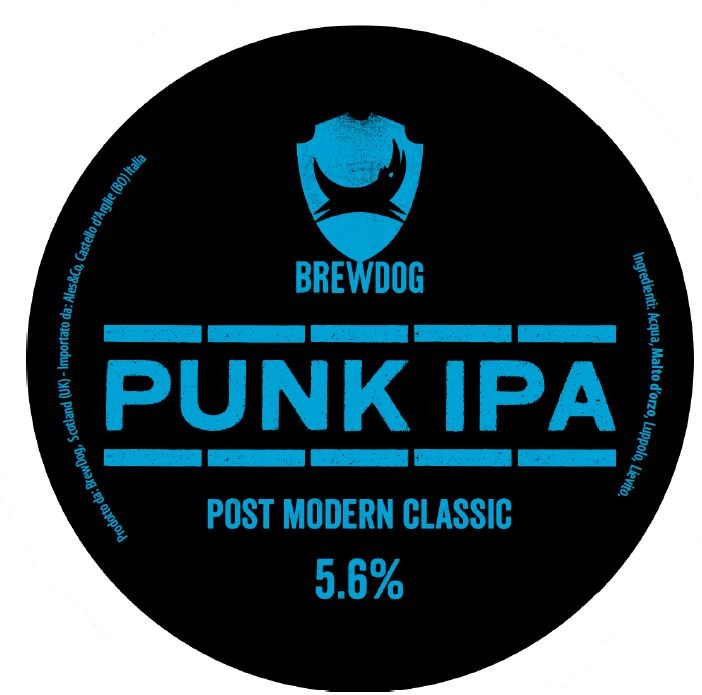 BREWDOG
PUNK IPA
POST MODERN CLASSIC
5.6%
Prodotto da: BrewDog, Scotland (UK) - Importato da: Ales&Co, Castello d'Argile (BO) Italia
Ingredienti: Acqua, Malto d'orzo, Luppolo, Lievito.